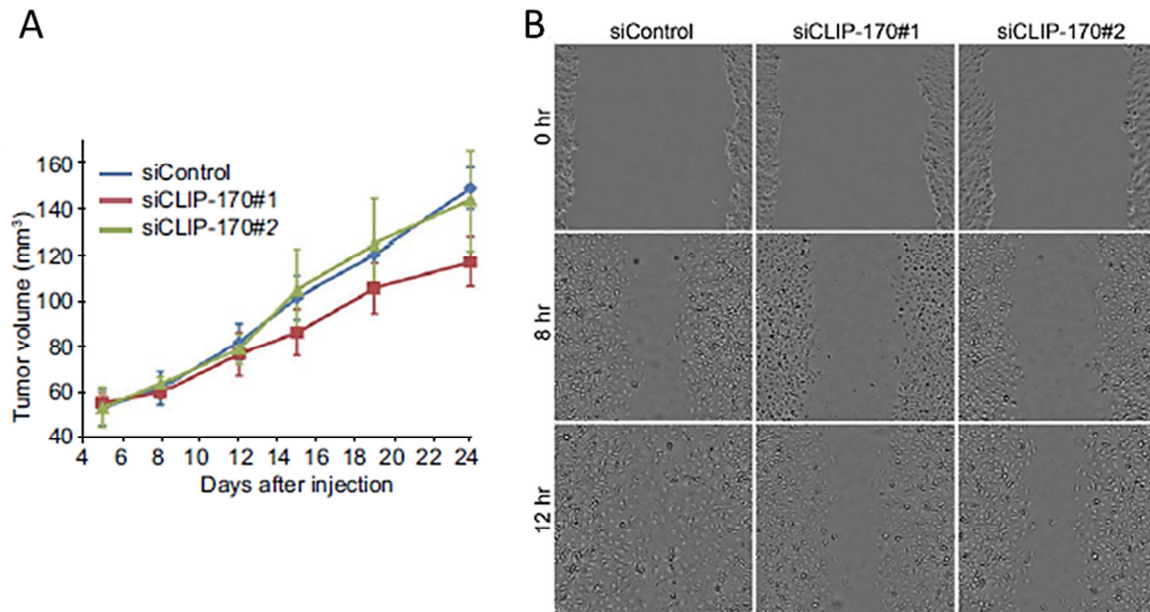 A
160
140
120
100
80
60
40
Tumor volume (mm³)
siControl
siCLIP-170#1
siCLIP-170#2
4 6 8 10 12 14 16 18 20 22 24
Days after injection
B
siControl siCLIP-170#1 siCLIP-170#2
0 hr
8 hr
12 hr